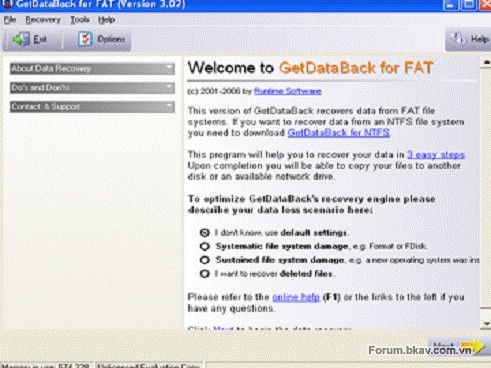 GetDataBack for FAT (Version 3.02)
File Recovery Tools Help
Exit Options Help
About Data Recovery
Do's and Don'ts
Contact & Support
Welcome to GetDataBack for FAT
(c) 2001-2006 by Runtime Software
This version of GetDataBack recovers data from FAT file
systems. If you want to recover data from an NTFS file system
you need to download GetDataBack for NTFS.
This program will help you to recover your data in 3 easy steps.
Upon completion you will be able to copy your files to another
disk or an available network drive.
To optimize GetDataBack's recovery engine please
describe your data loss scenario here:
I don't know, use default settings.
Systematic file system damage, e.g. Format or FDisk.
Sustained file system damage, e.g. a new operating system was ins
I want to recover deleted files.
Please refer to the online help (F1) or the links to the left if you
have any questions.
Click Next to begin the data recovery.
Next
Forum.bkav.com.vn
Memory in use: 574,228 Unlicensed Evaluation Copy